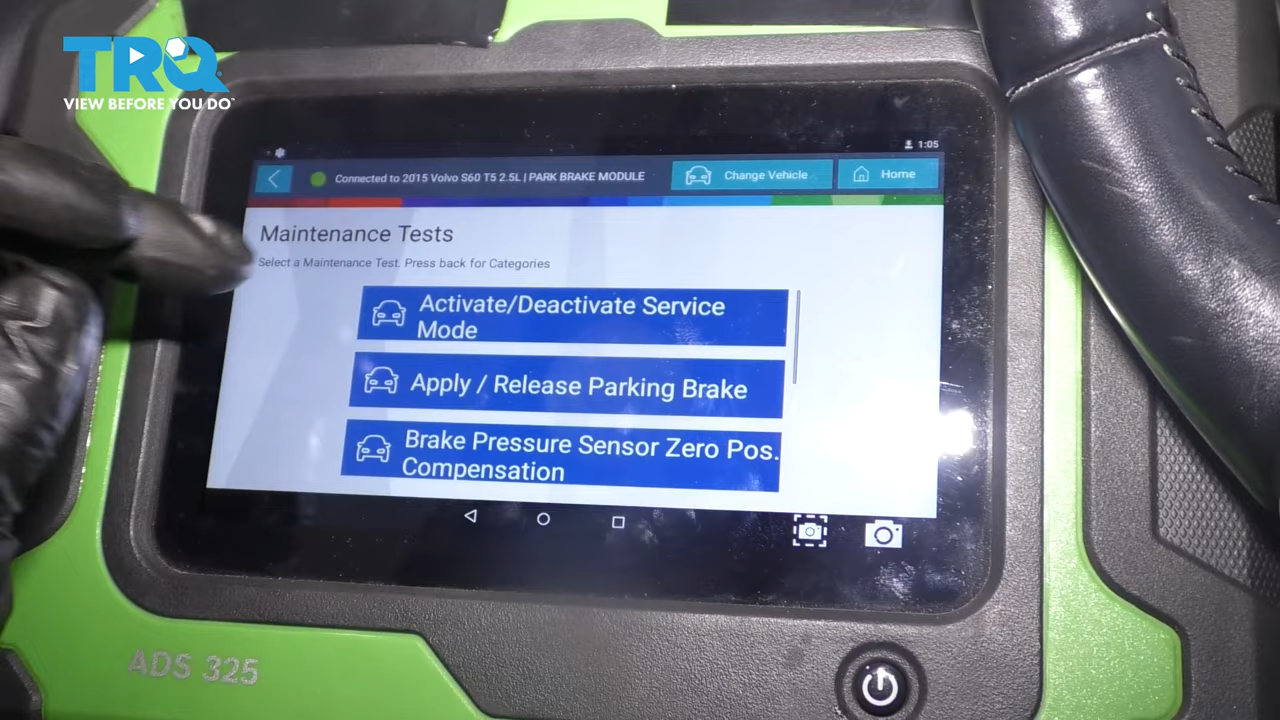 TRQ
VIEW BEFORE YOU DO™
1:05
Connected to 2015 Volvo S60 T5 2.5L | PARK BRAKE MODULE
Change Vehicle
Home
Maintenance Tests
Select a Maintenance Test. Press back for Categories
Activate/Deactivate Service
Mode
Apply / Release Parking Brake
Brake Pressure Sensor Zero Pos.
Compensation
ADS 325